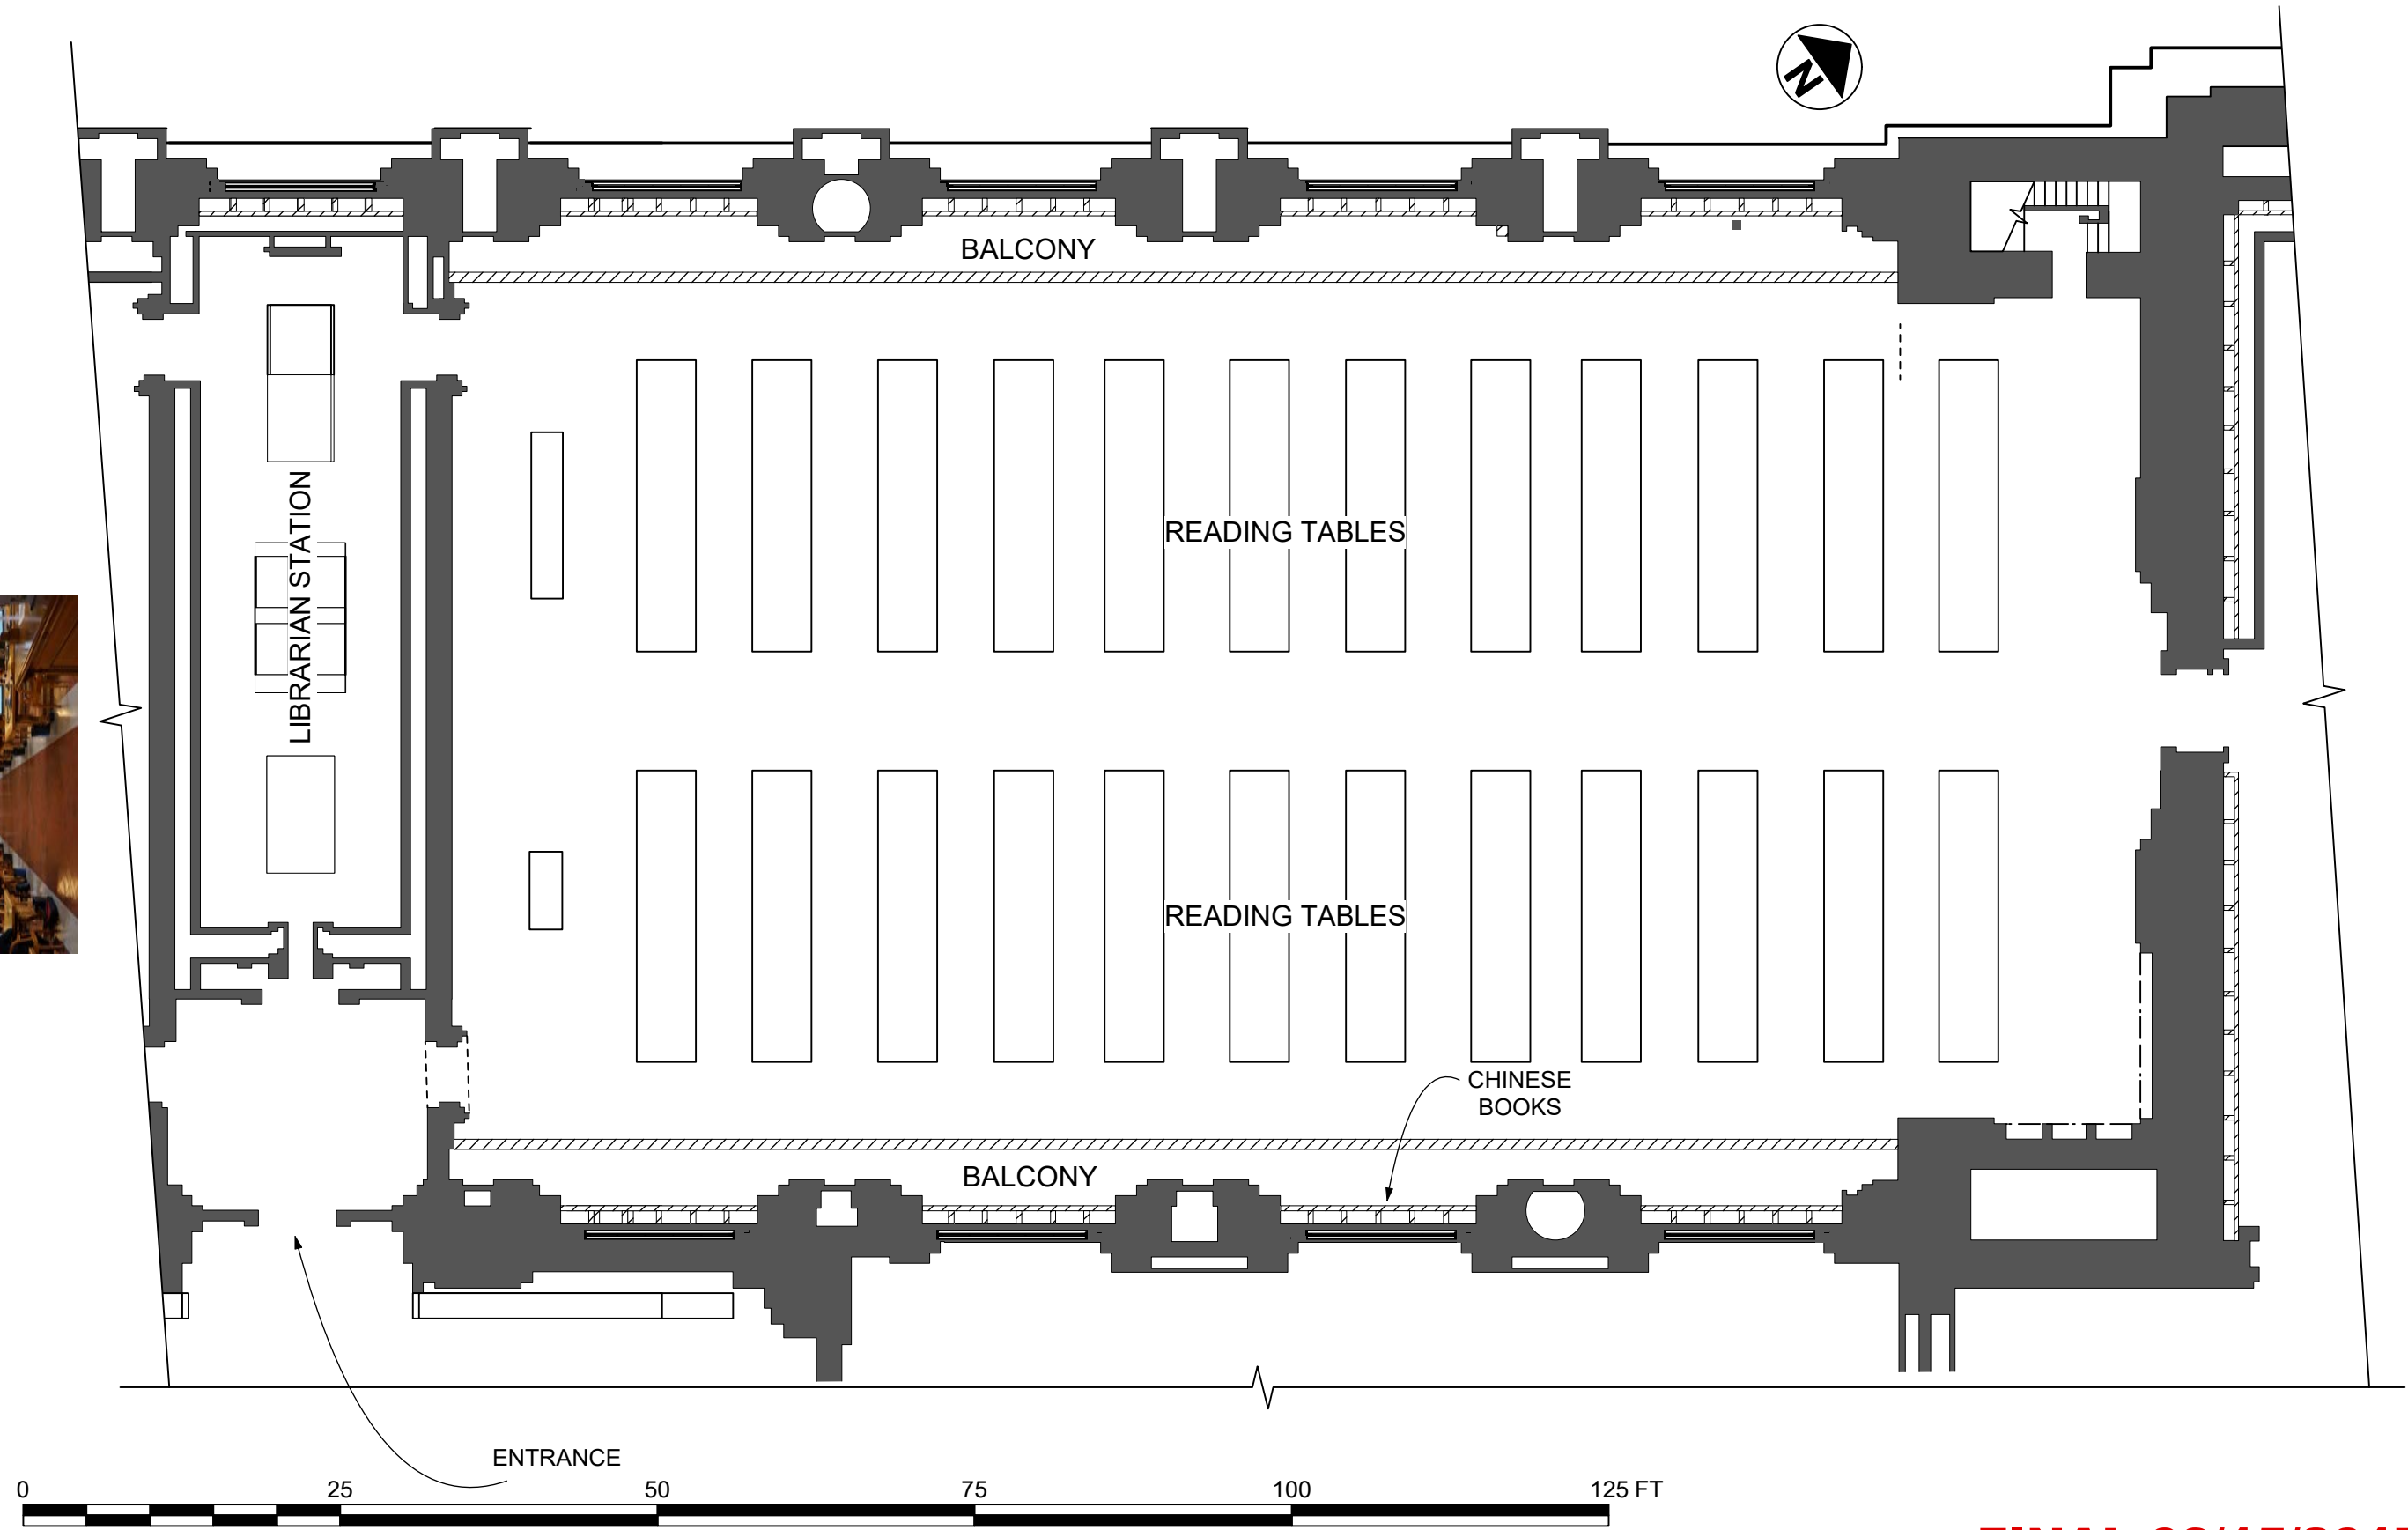 N
BALCONY
READING TABLES
LIBRARIAN STATION
READING TABLES
CHINESE
BOOKS
BALCONY
ENTRANCE
0 25 50 75 100 125 FT